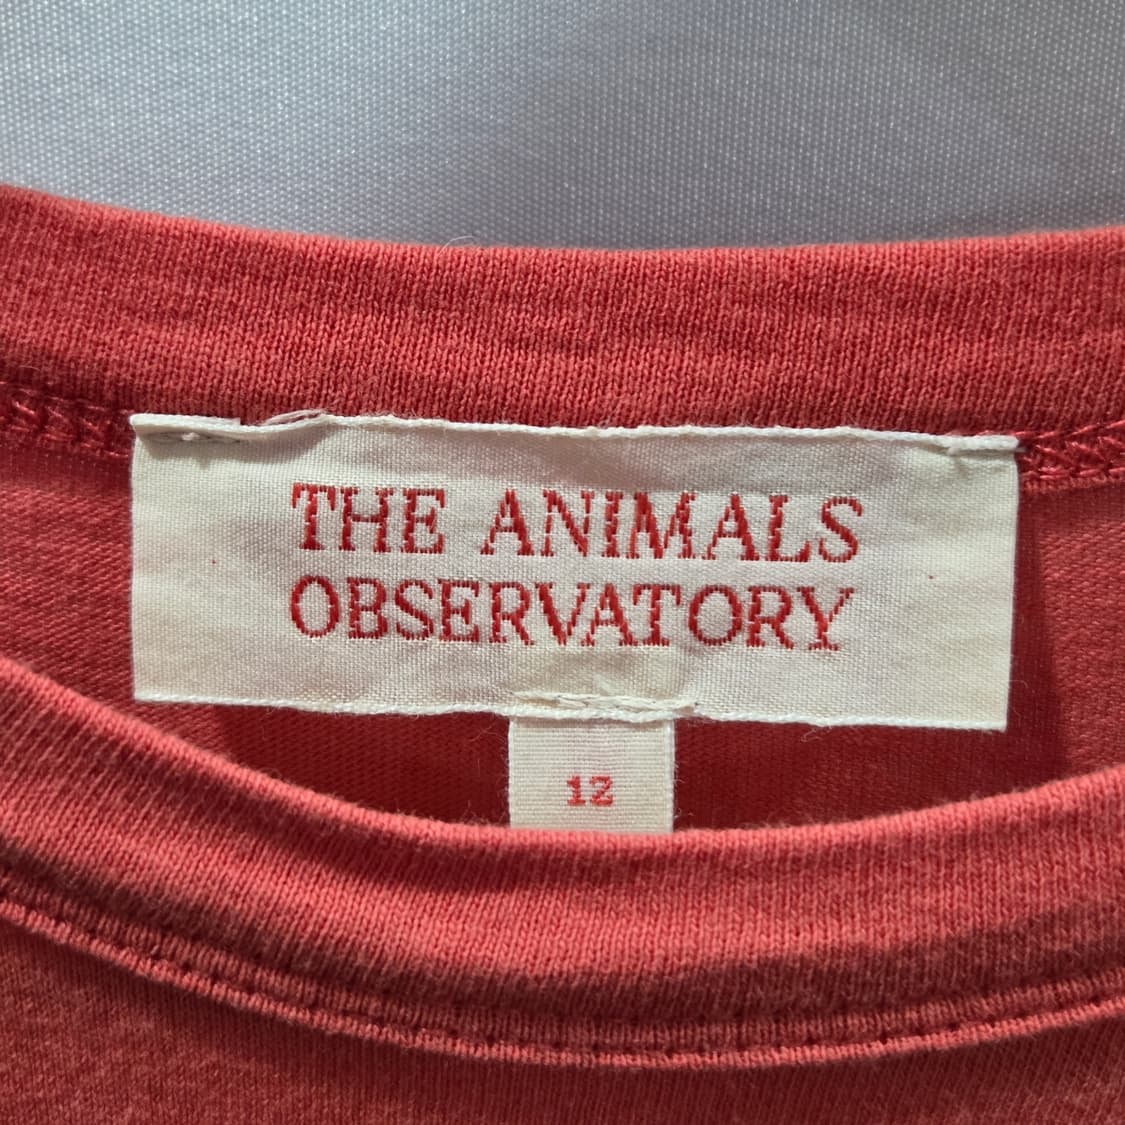 THE ANIMALS
OBSERVATORY
12